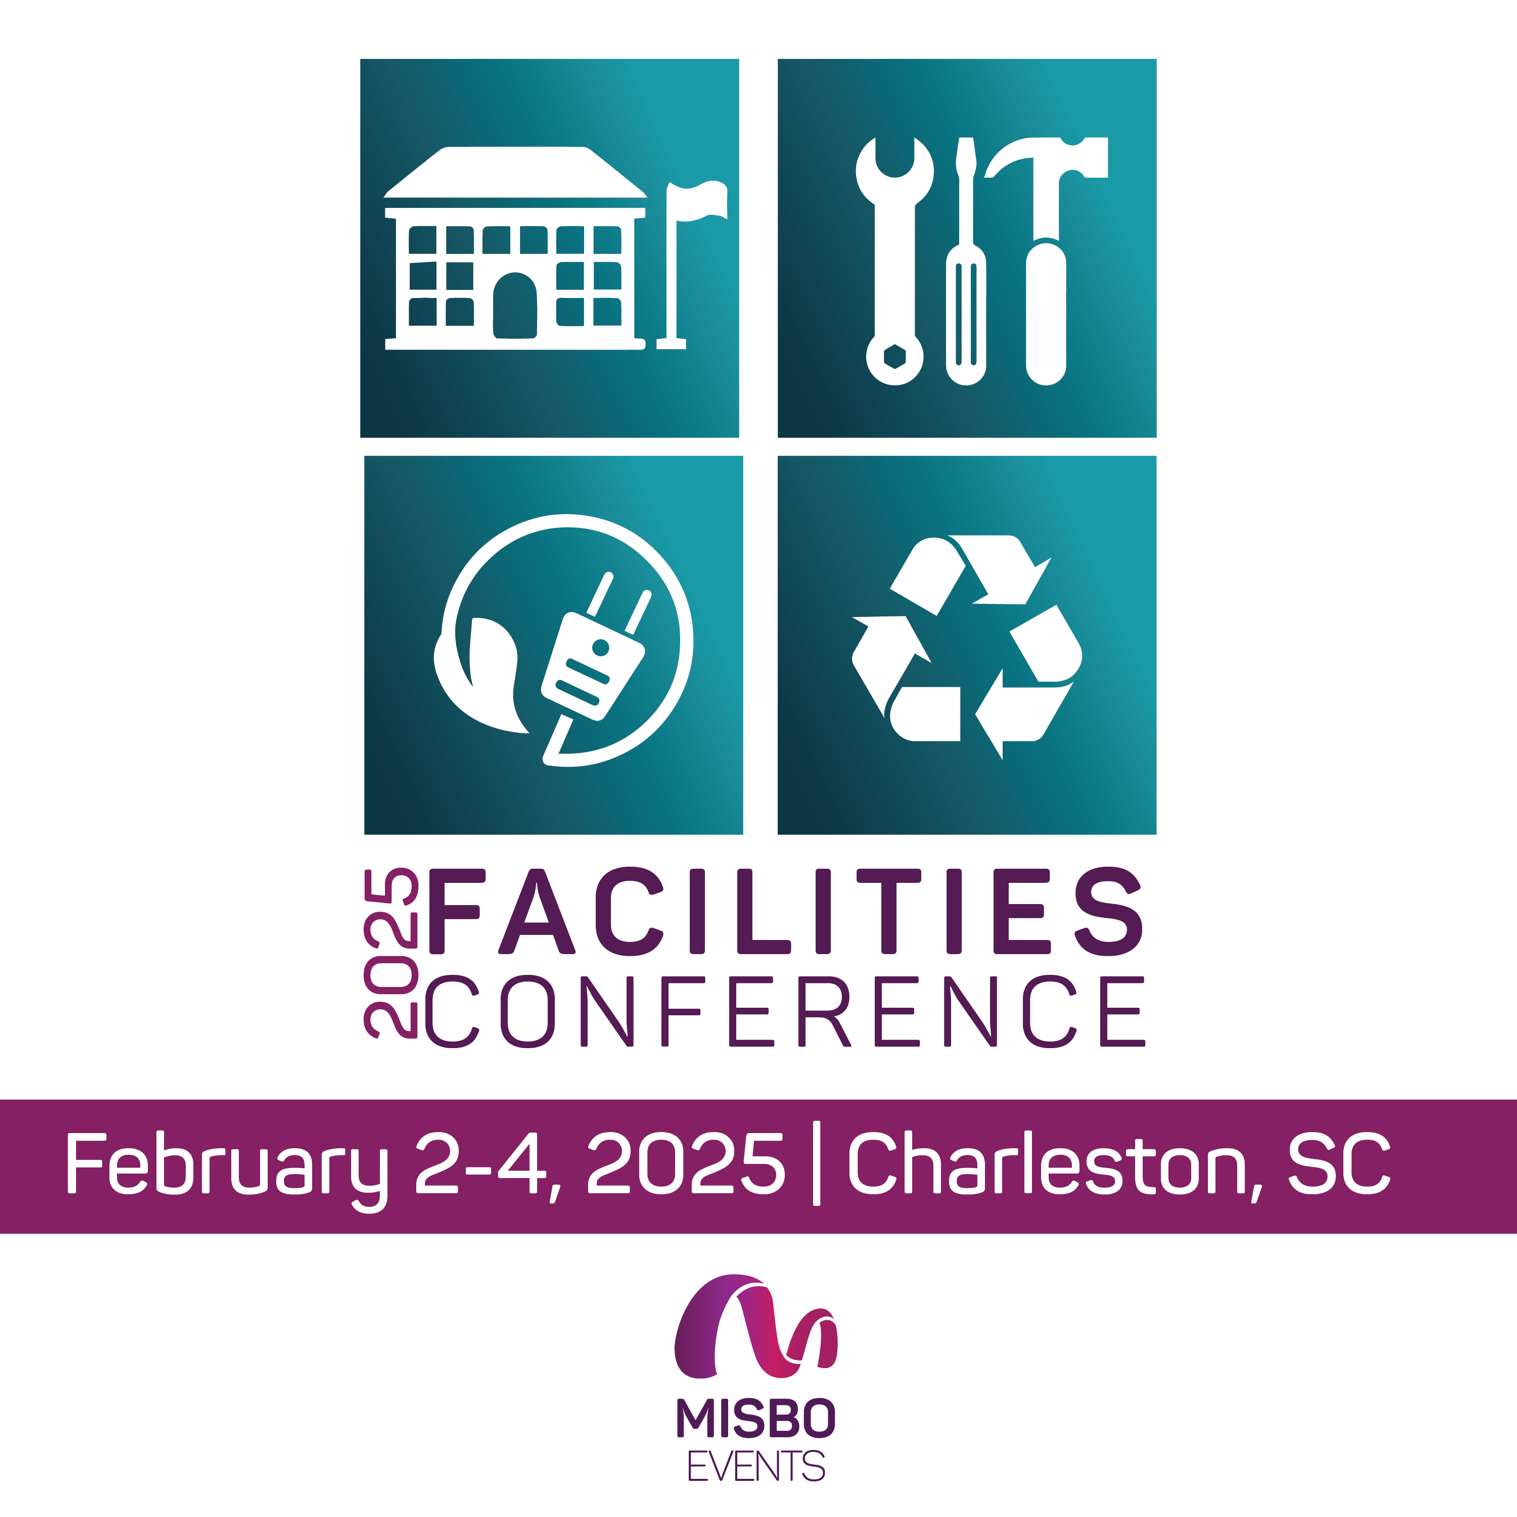 2025
FACILITIES
CONFERENCE
February 2-4, 2025 | Charleston, SC
MISBO
EVENTS